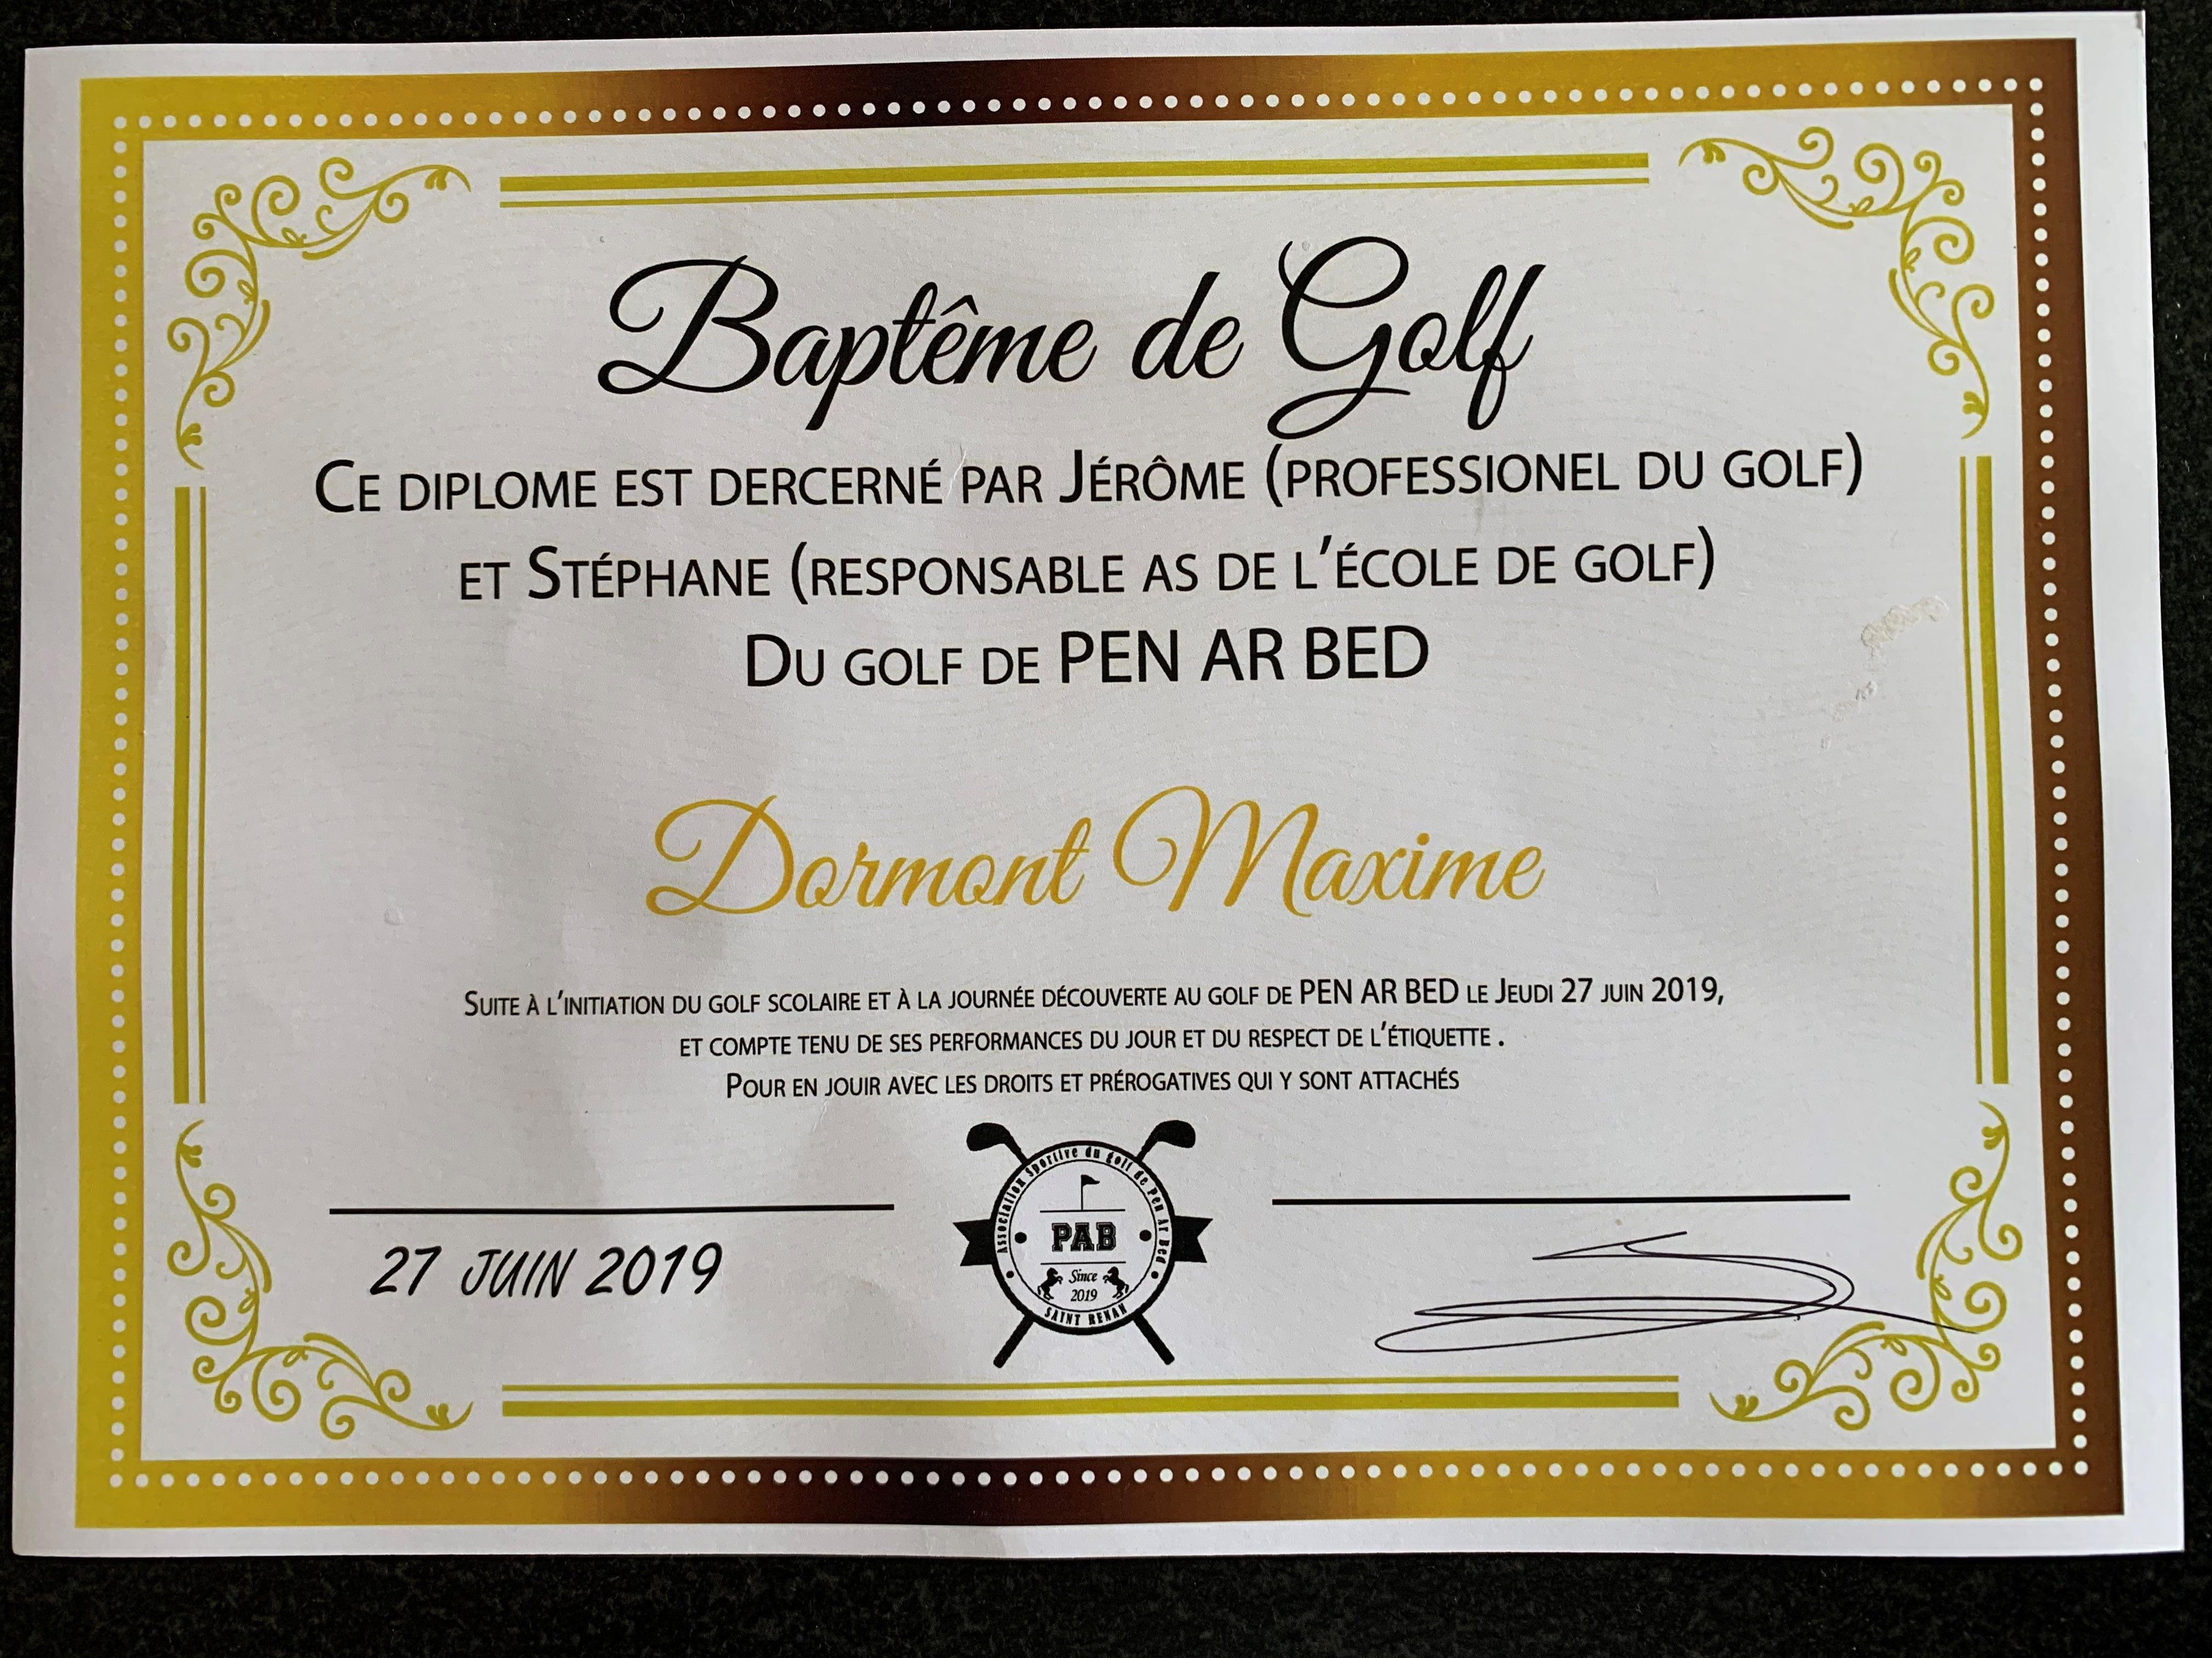 Baptême de Golf
Ce diplome est dercerné par Jérôme (professionel du golf)
et Stéphane (responsable AS de l'école de golf)
Du golf de PEN AR BED
Dormont Maxime
Suite à l'initiation du golf scolaire et à la journée découverte au golf de PEN AR BED le Jeudi 27 juin 2019,
et compte tenu de ses performances du jour et du respect de l'étiquette .
Pour en jouir avec les droits et prérogatives qui y sont attachés
27 JUIN 2019
Association Sportive du golf de Pen Ar Bed
PAB
Since
2019
SAINT RENAN